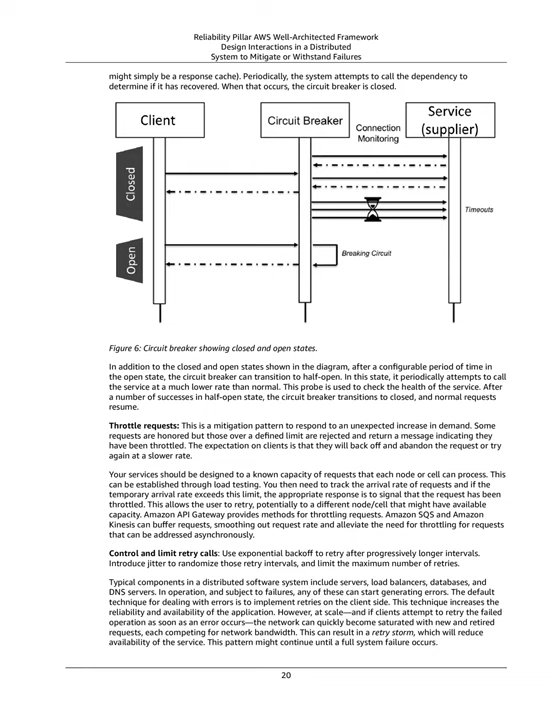 Reliability Pillar AWS Well-Architected Framework
Design Interactions in a Distributed
System to Mitigate or Withstand Failures
might simply be a response cache). Periodically, the system attempts to call the dependency to
determine if it has recovered. When that occurs, the circuit breaker is closed.
Client
Circuit Breaker
Connection
Monitoring
Service
(supplier)
Closed
Timeouts
Open
Breaking Circuit
Figure 6: Circuit breaker showing closed and open states.
In addition to the closed and open states shown in the diagram, after a configurable period of time in
the open state, the circuit breaker can transition to half-open. In this state, it periodically attempts to call
the service at a much lower rate than normal. This probe is used to check the health of the service. After
a number of successes in half-open state, the circuit breaker transitions to closed, and normal requests
resume.
Throttle requests: This is a mitigation pattern to respond to an unexpected increase in demand. Some
requests are honored but those over a defined limit are rejected and return a message indicating they
have been throttled. The expectation on clients is that they will back off and abandon the request or try
again at a slower rate.
Your services should be designed to a known capacity of requests that each node or cell can process. This
can be established through load testing. You then need to track the arrival rate of requests and if the
temporary arrival rate exceeds this limit, the appropriate response is to signal that the request has been
throttled. This allows the user to retry, potentially to a different node/cell that might have available
capacity. Amazon API Gateway provides methods for throttling requests. Amazon SQS and Amazon
Kinesis can buffer requests, smoothing out request rate and alleviate the need for throttling for requests
that can be addressed asynchronously.
Control and limit retry calls: Use exponential backoff to retry after progressively longer intervals.
Introduce jitter to randomize those retry intervals, and limit the maximum number of retries.
Typical components in a distributed software system include servers, load balancers, databases, and
DNS servers. In operation, and subject to failures, any of these can start generating errors. The default
technique for dealing with errors is to implement retries on the client side. This technique increases the
reliability and availability of the application. However, at scale—and if clients attempt to retry the failed
operation as soon as an error occurs—the network can quickly become saturated with new and retired
requests, each competing for network bandwidth. This can result in a retry storm, which will reduce
availability of the service. This pattern might continue until a full system failure occurs.
20